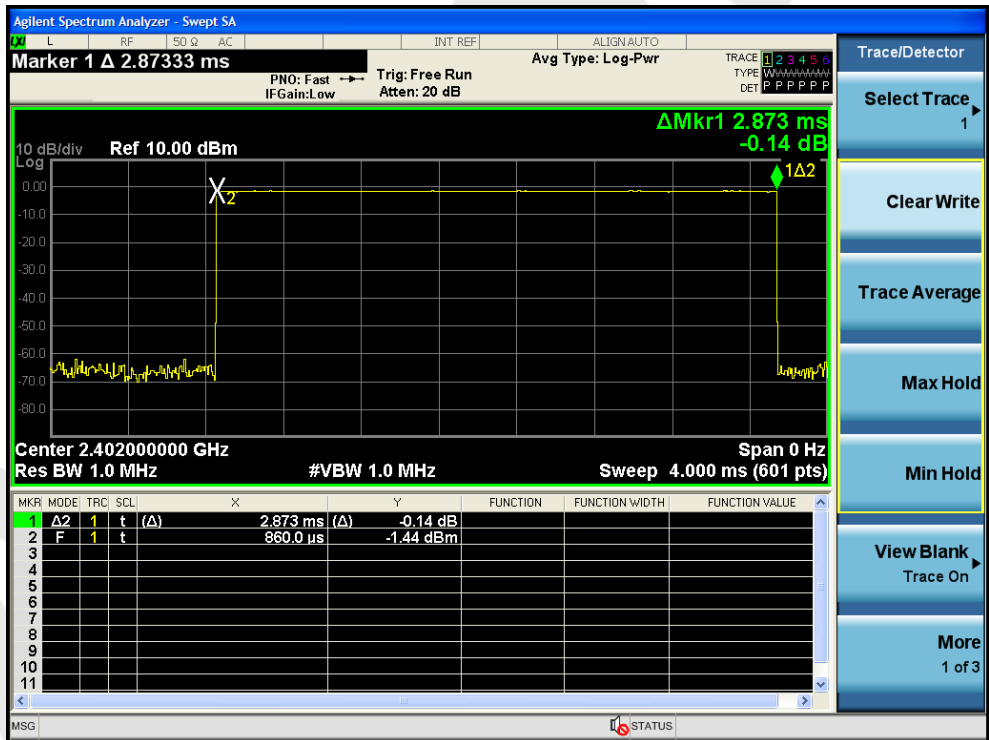 Agilent Spectrum Analyzer - Swept SA
LXI L RF 50 Ω AC INT REF ALIGN AUTO
Marker 1 Δ 2.87333 ms
PNO: Fast
IFGain:Low
Trig: Free Run
Atten: 20 dB
Avg Type: Log-Pwr
TRACE 1 2 3 4 5 6
TYPE WWWWWW
DET P P P P P P
ΔMkr1 2.873 ms
-0.14 dB
10 dB/div Ref 10.00 dBm
Log
1Δ2
0.00
2
-10.0
-20.0
-30.0
-40.0
-50.0
-60.0
-70.0
-80.0
Center 2.402000000 GHz Span 0 Hz
Res BW 1.0 MHz #VBW 1.0 MHz Sweep 4.000 ms (601 pts)
MKR MODE TRC SCL X Y FUNCTION FUNCTION WIDTH FUNCTION VALUE
1 Δ2 1 t (Δ) 2.873 ms (Δ) -0.14 dB
2 F 1 t 860.0 µs -1.44 dBm
3
4
5
6
7
8
9
10
11
MSG STATUS
Trace/Detector
Select Trace
1
Clear Write
Trace Average
Max Hold
Min Hold
View Blank
Trace On
More
1 of 3